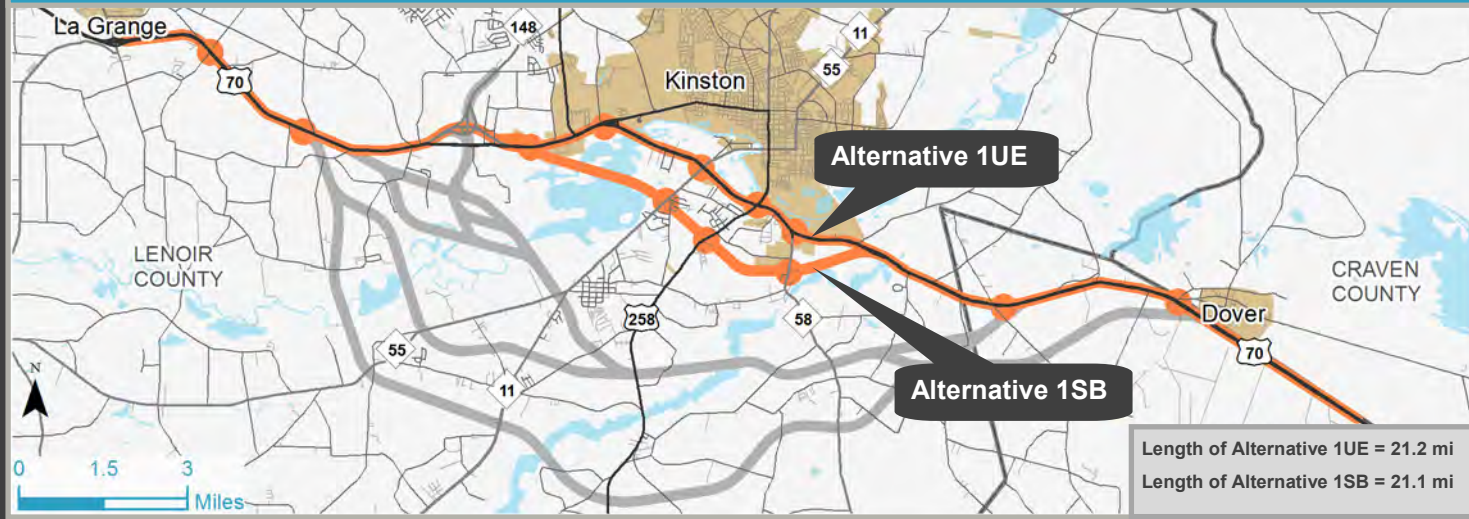 La Grange
148
11
70
Kinston
55
Alternative 1UE
LENOIR
COUNTY
CRAVEN
COUNTY
258
58
Dover
55
70
11
Alternative 1SB
N
0 1.5 3
Miles
Length of Alternative 1UE = 21.2 mi
Length of Alternative 1SB = 21.1 mi